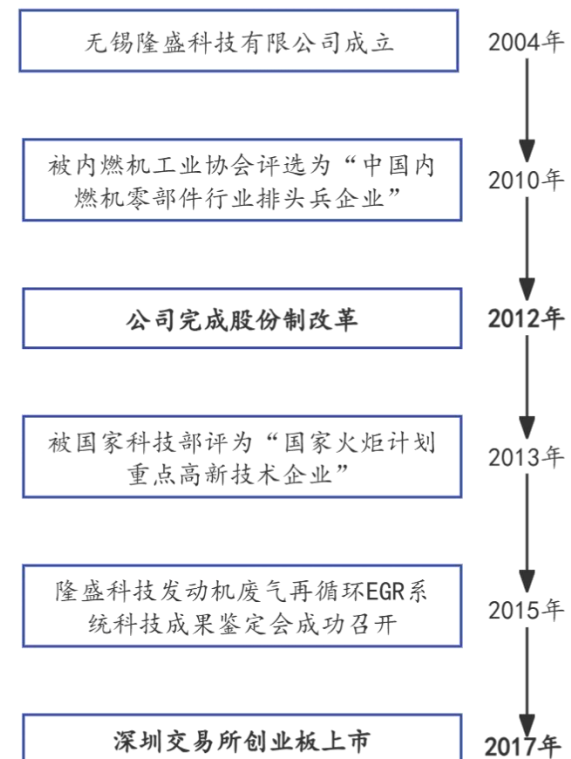 无锡隆盛科技有限公司成立
2004年
被内燃机工业协会评选为“中国内
燃机零部件行业排头兵企业”
2010年
公司完成股份制改革
2012年
被国家科技部评为“国家火炬计划
重点高新技术企业”
2013年
隆盛科技发动机废气再循环EGR系
统科技成果鉴定会成功召开
2015年
深圳交易所创业板上市
2017年